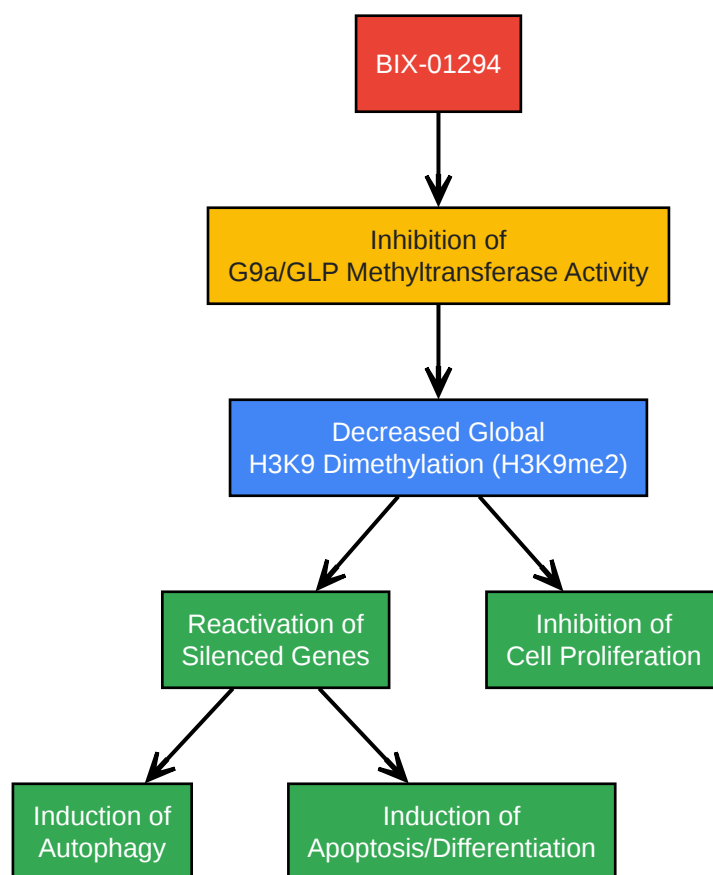 BIX-01294
Inhibition of
G9a/GLP Methyltransferase Activity
Decreased Global
H3K9 Dimethylation (H3K9me2)
Reactivation of
Silenced Genes
Inhibition of
Cell Proliferation
Induction of
Autophagy
Induction of
Apoptosis/Differentiation